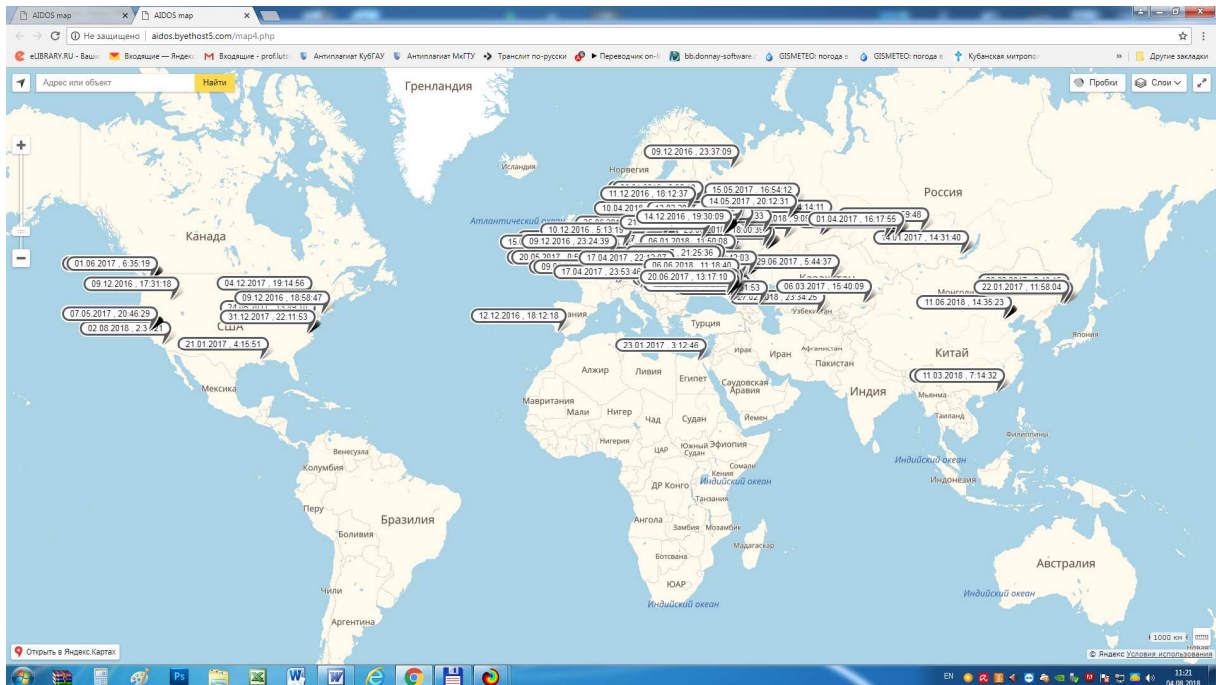 AIDOS map
AIDOS map
Не защищено | aidos.byethost5.com/map4.php
eLIBRARY.RU - Ваши
Входящие — Яндекс
Входящие - prof.luts
Антиплагиат КубГАУ
Антиплагиат МкГТУ
Транслит по-русски
Переводчик on-li
bb.donnay-software.
GISMETEO: погода в
GISMETEO: погода в
Кубанская митропо
»
Другие закладки
Адрес или объект
Найти
Пробки
Слои
Гренландия
09.12.2016 , 23:37:09
Исландия
Норвегия
11.12.2016 , 18:12:37
15.05.2017 , 16:54:12
Россия
14.05.2017 , 20:12:31
Атлантический океан
14.12.2016 , 19:30:09
01.04.2017 , 16:17:55
Канада
10.12.2016 , 5:13:19
09.12.2016 , 23:24:39
14.01.2017 , 14:31:40
01.06.2017 , 6:35:19
17.04.2017 , 23:53:46
06.06.2018 , 11:18:40
29.06.2017 , 5:44:37
09.12.2016 , 17:31:18
04.12.2017 , 19:14:56
20.06.2017 , 13:17:10
06.03.2017 , 15:40:09
22.01.2017 , 11:58:04
09.12.2016 , 18:58:47
11.06.2018 , 14:35:23
07.05.2017 , 20:46:29
31.12.2017 , 22:11:53
12.12.2016 , 18:12:18
Узбекистан
США
Турция
Япония
21.01.2017 , 4:15:51
23.01.2017 , 3:12:46
Ирак
Иран
Афганистан
Пакистан
Китай
Алжир
Ливия
Египет
Саудовская
Аравия
11.03.2018 , 7:14:32
Мексика
Индия
Мьянма
Мавритания
Мали
Нигер
Чад
Судан
Йемен
Таиланд
Филиппины
Нигерия
ЦАР
Южный
Судан
Эфиопия
Венесуэла
Колумбия
Сомали
Кения
Индийский океан
Индийский океан
Индонезия
ДР Конго
Танзания
Перу
Бразилия
Ангола
Замбия
Мозамбик
Боливия
Мадагаскар
Ботсвана
Австралия
Чили
ЮАР
Индийский океан
Индийский океан
Аргентина
1000 км
Открыть в Яндекс.Картах
© Яндекс Условия использования
EN
11:21
04.08.2018